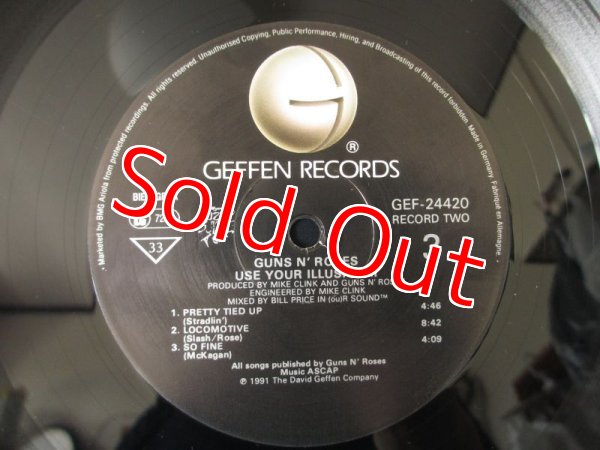 Marketed by BMG Ariola from protected recordings. All rights reserved. Unauthorised Copying, Public Performance, Hiring, and Broadcasting of this record forbidden. Made in Germany Fabriqué en Allemagne.
GEFFEN RECORDS
®
GEF-24420
RECORD TWO
BIE
33
3
Sold Out
GUNS N' ROSES
USE YOUR
PRODUCED BY MIKE CLINK AND GUNS N'
ENGINEERED BY MIKE CLINK
MIXED BY BILL PRICE IN (oü)R SOUND™
1. PRETTY TIED UP 4:46
(Stradlin')
2. LOCOMOTIVE 8:42
(Slash/Rose)
3. SO FINE 4:09
(McKagan)
All songs published by Guns N' Roses
Music ASCAP
℗ 1991 The David Geffen Company